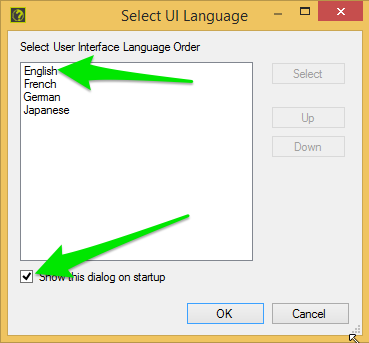 Select UI Language
Select User Interface Language Order
English
French
German
Japanese
Select
Up
Down
Show this dialog on startup
OK
Cancel